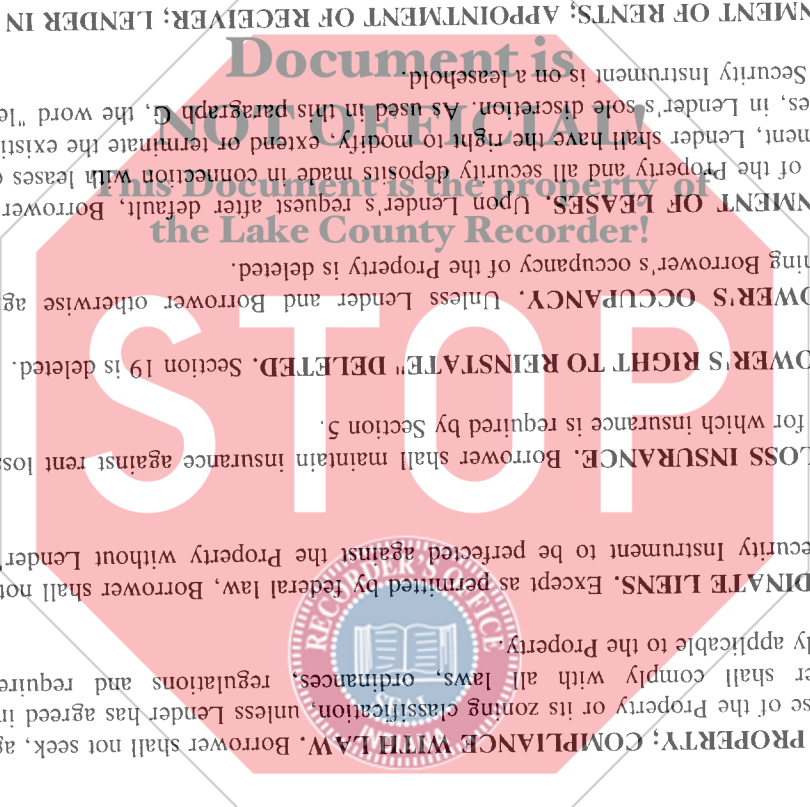 Document is
NOT OFFICIAL!
This Document is the property of
the Lake County Recorder!
STOP
RECORDER'S OFFICE
PROPERTY; COMPLIANCE WITH LAW. Borrower shall not seek, ag
se of the Property or its zoning classification, unless Lender has agreed in
er shall comply with all laws, ordinances, regulations and require
ly applicable to the Property.
DINATE LIENS. Except as permitted by federal law, Borrower shall not
ecurity Instrument to be perfected against the Property without Lender'
LOSS INSURANCE. Borrower shall maintain insurance against rent los
for which insurance is required by Section 5.
OWER'S RIGHT TO REINSTATE" DELETED. Section 19 is deleted.
OWER'S OCCUPANCY. Unless Lender and Borrower otherwise ag
ning Borrower's occupancy of the Property is deleted.
NMENT OF LEASES. Upon Lender's request after default, Borrower
of the Property and all security deposits made in connection with leases o
ment, Lender shall have the right to modify, extend or terminate the existi
es, in Lender's sole discretion. As used in this paragraph G, the word "le
Security Instrument is on a leasehold.
NMENT OF RENTS; APPOINTMENT OF RECEIVER; LENDER IN